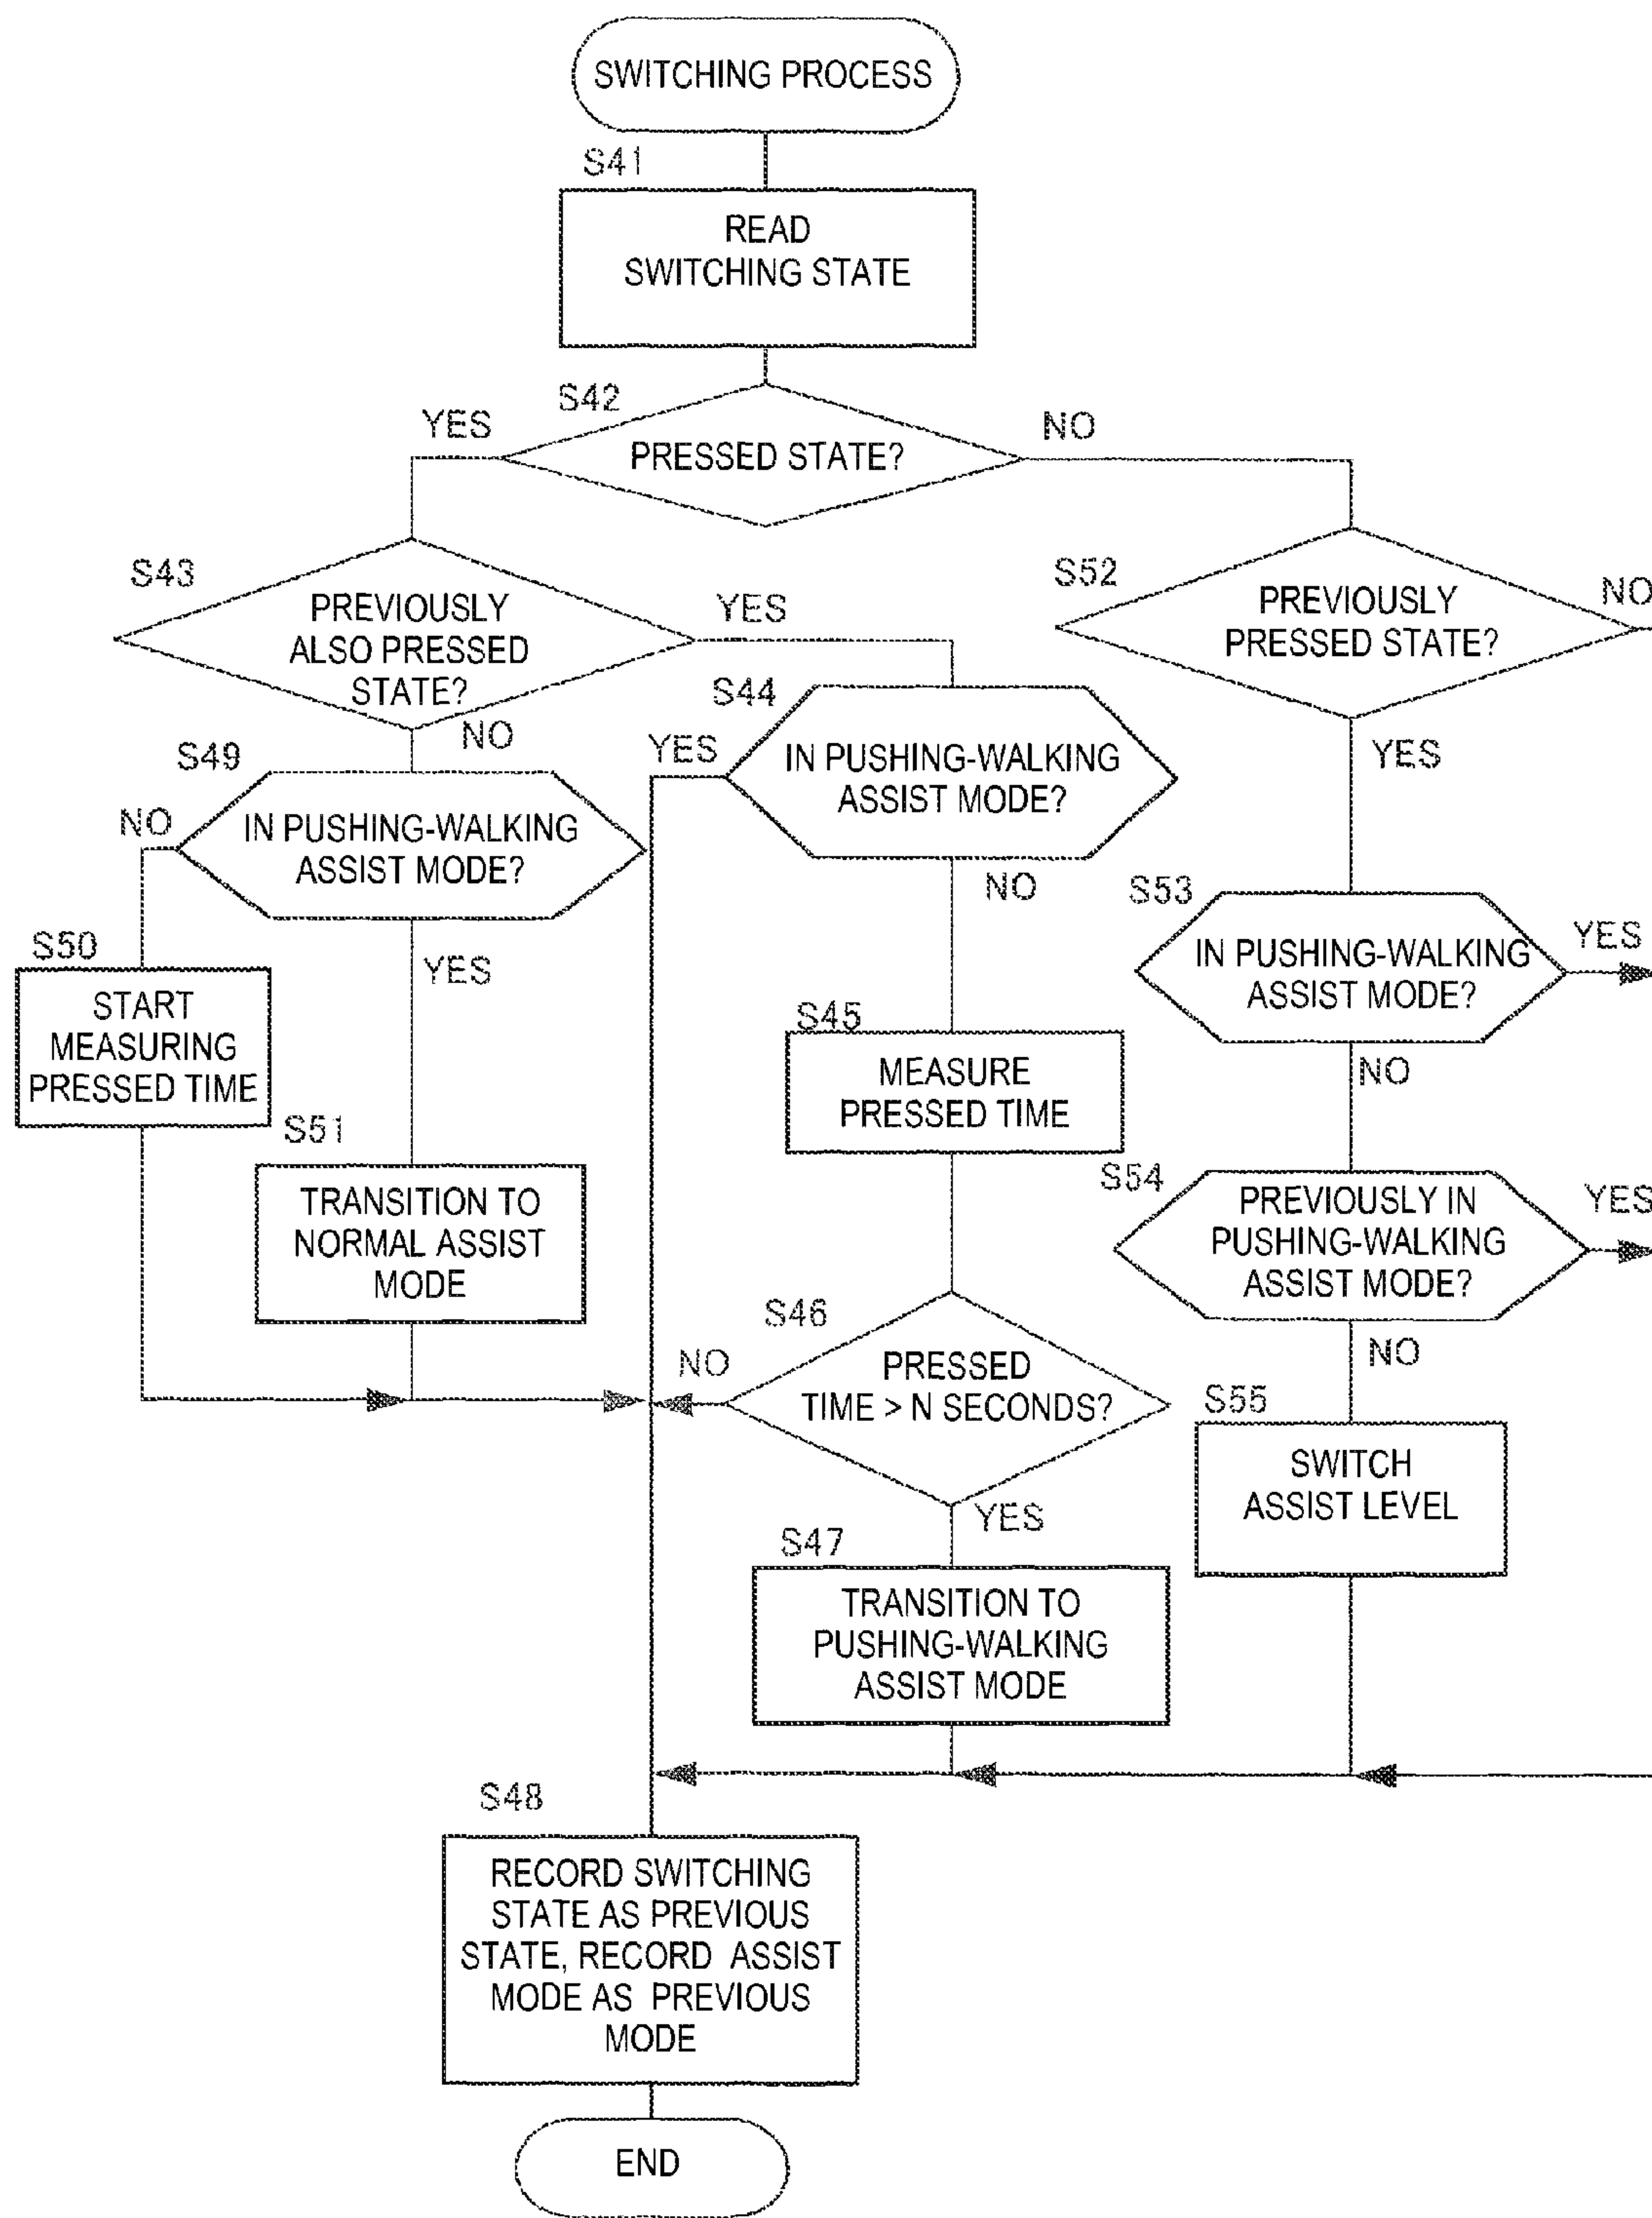 SWITCHING PROCESS
S41
READ
SWITCHING STATE
S42
YES
PRESSED STATE?
NO
S43
PREVIOUSLY
ALSO PRESSED
STATE?
YES
NO
S52
PREVIOUSLY
PRESSED STATE?
NO
YES
S44
YES
IN PUSHING-WALKING
ASSIST MODE?
NO
S49
NO
IN PUSHING-WALKING
ASSIST MODE?
YES
S53
IN PUSHING-WALKING
ASSIST MODE?
YES
NO
S50
START
MEASURING
PRESSED TIME
S51
TRANSITION TO
NORMAL ASSIST
MODE
S45
MEASURE
PRESSED TIME
S54
PREVIOUSLY IN
PUSHING-WALKING
ASSIST MODE?
YES
NO
S46
NO
PRESSED
TIME > N SECONDS?
YES
S55
SWITCH
ASSIST LEVEL
S47
TRANSITION TO
PUSHING-WALKING
ASSIST MODE
S48
RECORD SWITCHING
STATE AS PREVIOUS
STATE, RECORD ASSIST
MODE AS PREVIOUS
MODE
END